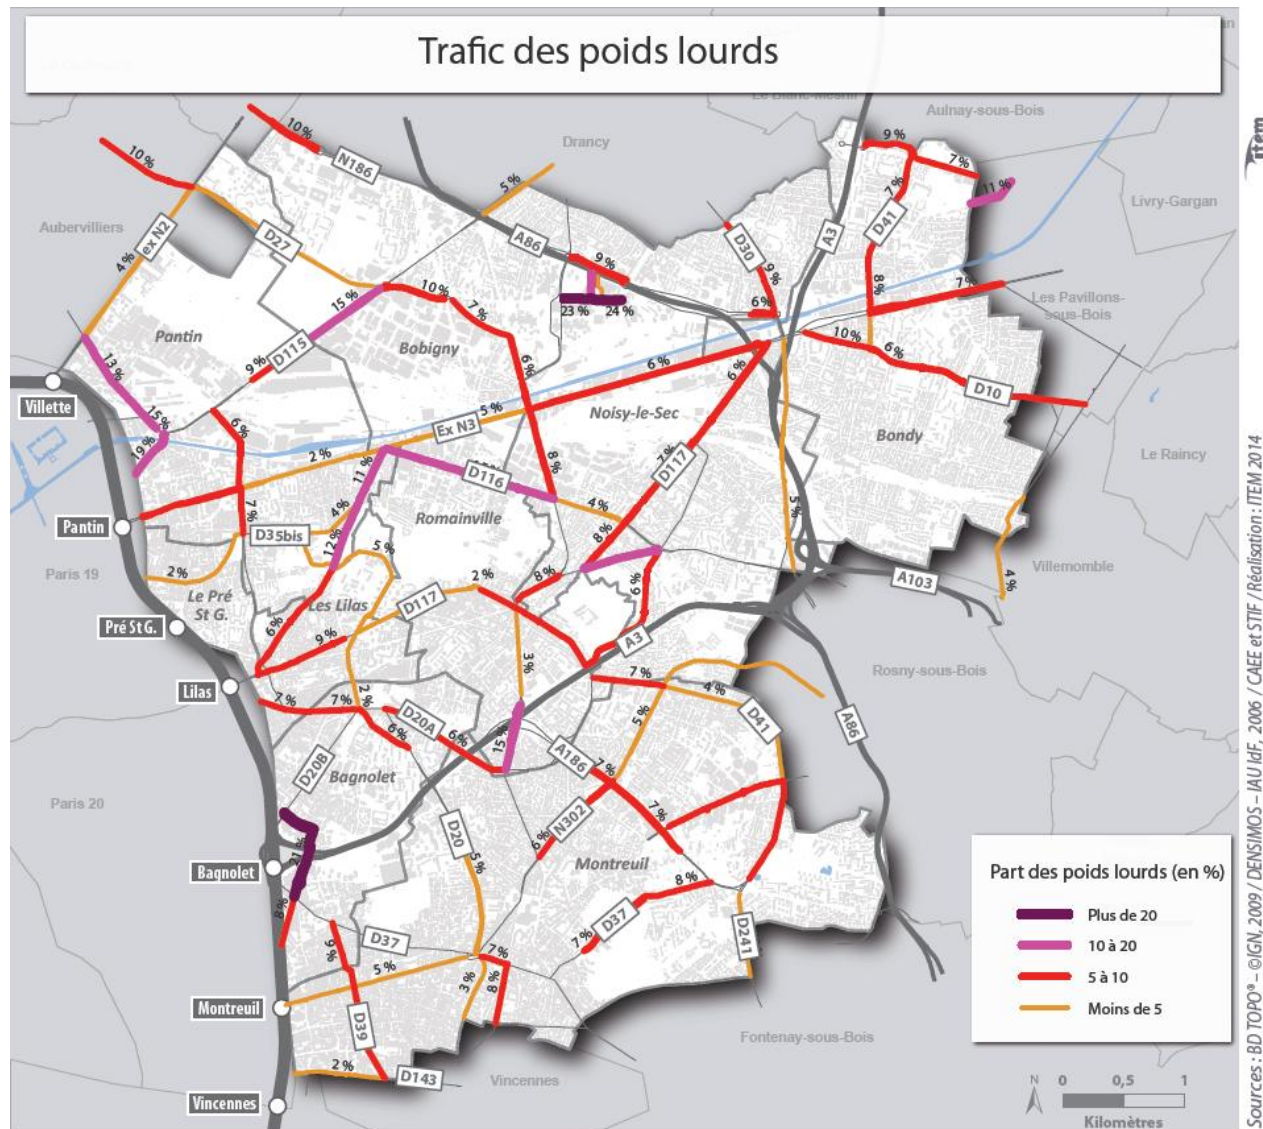 Trafic des poids lourds
Aulnay-sous-Bois
Drancy
Livry-Gargan
Aubervilliers
Les Pavillons-
sous-Bois
Le Raincy
Villemomble
Rosny-sous-Bois
Fontenay-sous-Bois
Vincennes
Paris 19
Paris 20
10 %
10 %
N186
5 %
9 %
7 %
11 %
7 %
D41
A3
ex N2
4 %
D27
A86
D30
9 %
9 %
6 %
8 %
7 %
15 %
10 %
7 %
23 %
24 %
Pantin
D115
9 %
Bobigny
6 %
6 %
10 %
6 %
D10
13 %
15 %
19 %
6 %
5 %
Ex N3
Noisy-le-Sec
6 %
Bondy
2 %
11 %
D116
8 %
7 %
D117
Romainville
4 %
8 %
5 %
7 %
D35bis
4 %
12 %
5 %
2 %
Le Pré
St G.
Les Lilas
D117
2 %
8 %
6 %
A3
A103
4 %
6 %
9 %
3 %
7 %
7 %
2 %
6 %
D20A
6 %
15 %
A186
7 %
4 %
5 %
D41
A86
D20B
Bagnolet
7 %
7 %
N302
6 %
D20
5 %
Montreuil
21 %
8 %
8 %
D37
7 %
D241
9 %
D37
5 %
7 %
8 %
3 %
D39
2 %
D143
Villette
Pantin
Pré St G.
Lilas
Bagnolet
Montreuil
Vincennes
Part des poids lourds (en %)
Plus de 20
10 à 20
5 à 10
Moins de 5
N
0 0,5 1
Kilomètres
item
Sources : BD TOPO® – ©IGN, 2009 / DENSIMOS – IAU IdF, 2006 / CAEE et STIF / Réalisation : ITEM 2014